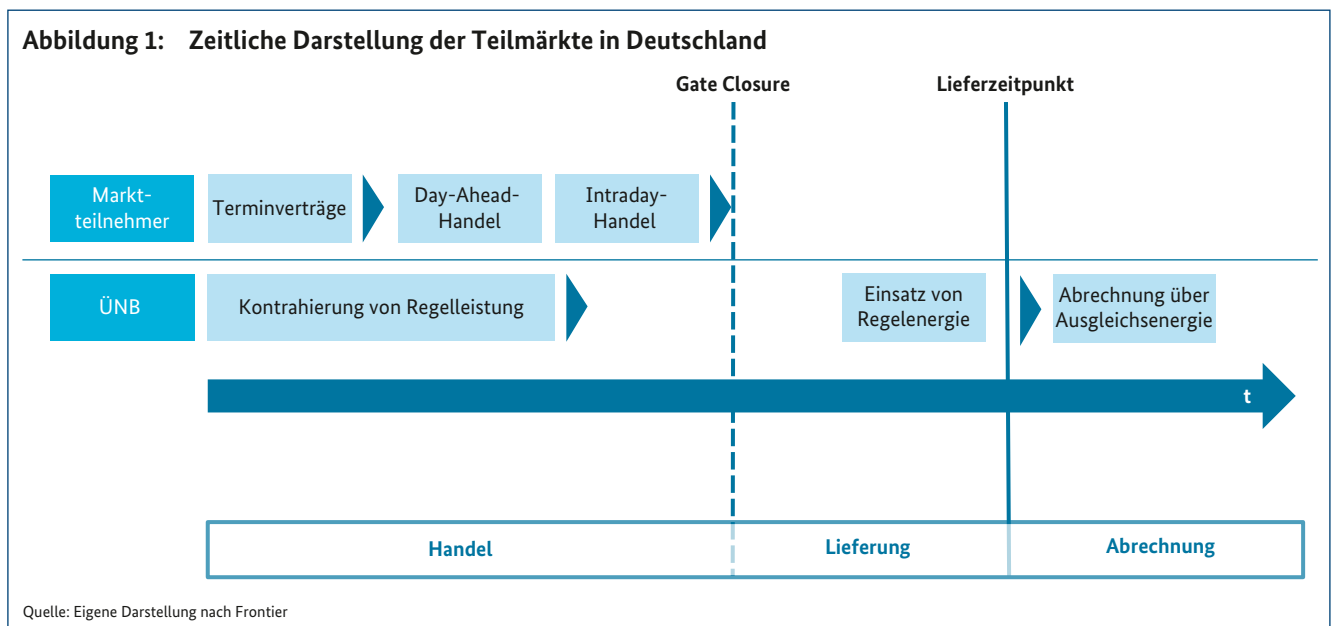 Abbildung 1: Zeitliche Darstellung der Teilmärkte in Deutschland
Gate Closure
Lieferzeitpunkt
Markt-
teilnehmer
Terminverträge
Day-Ahead-
Handel
Intraday-
Handel
ÜNB
Kontrahierung von Regelleistung
Einsatz von
Regelenergie
Abrechnung über
Ausgleichsenergie
t
Handel
Lieferung
Abrechnung
Quelle: Eigene Darstellung nach Frontier